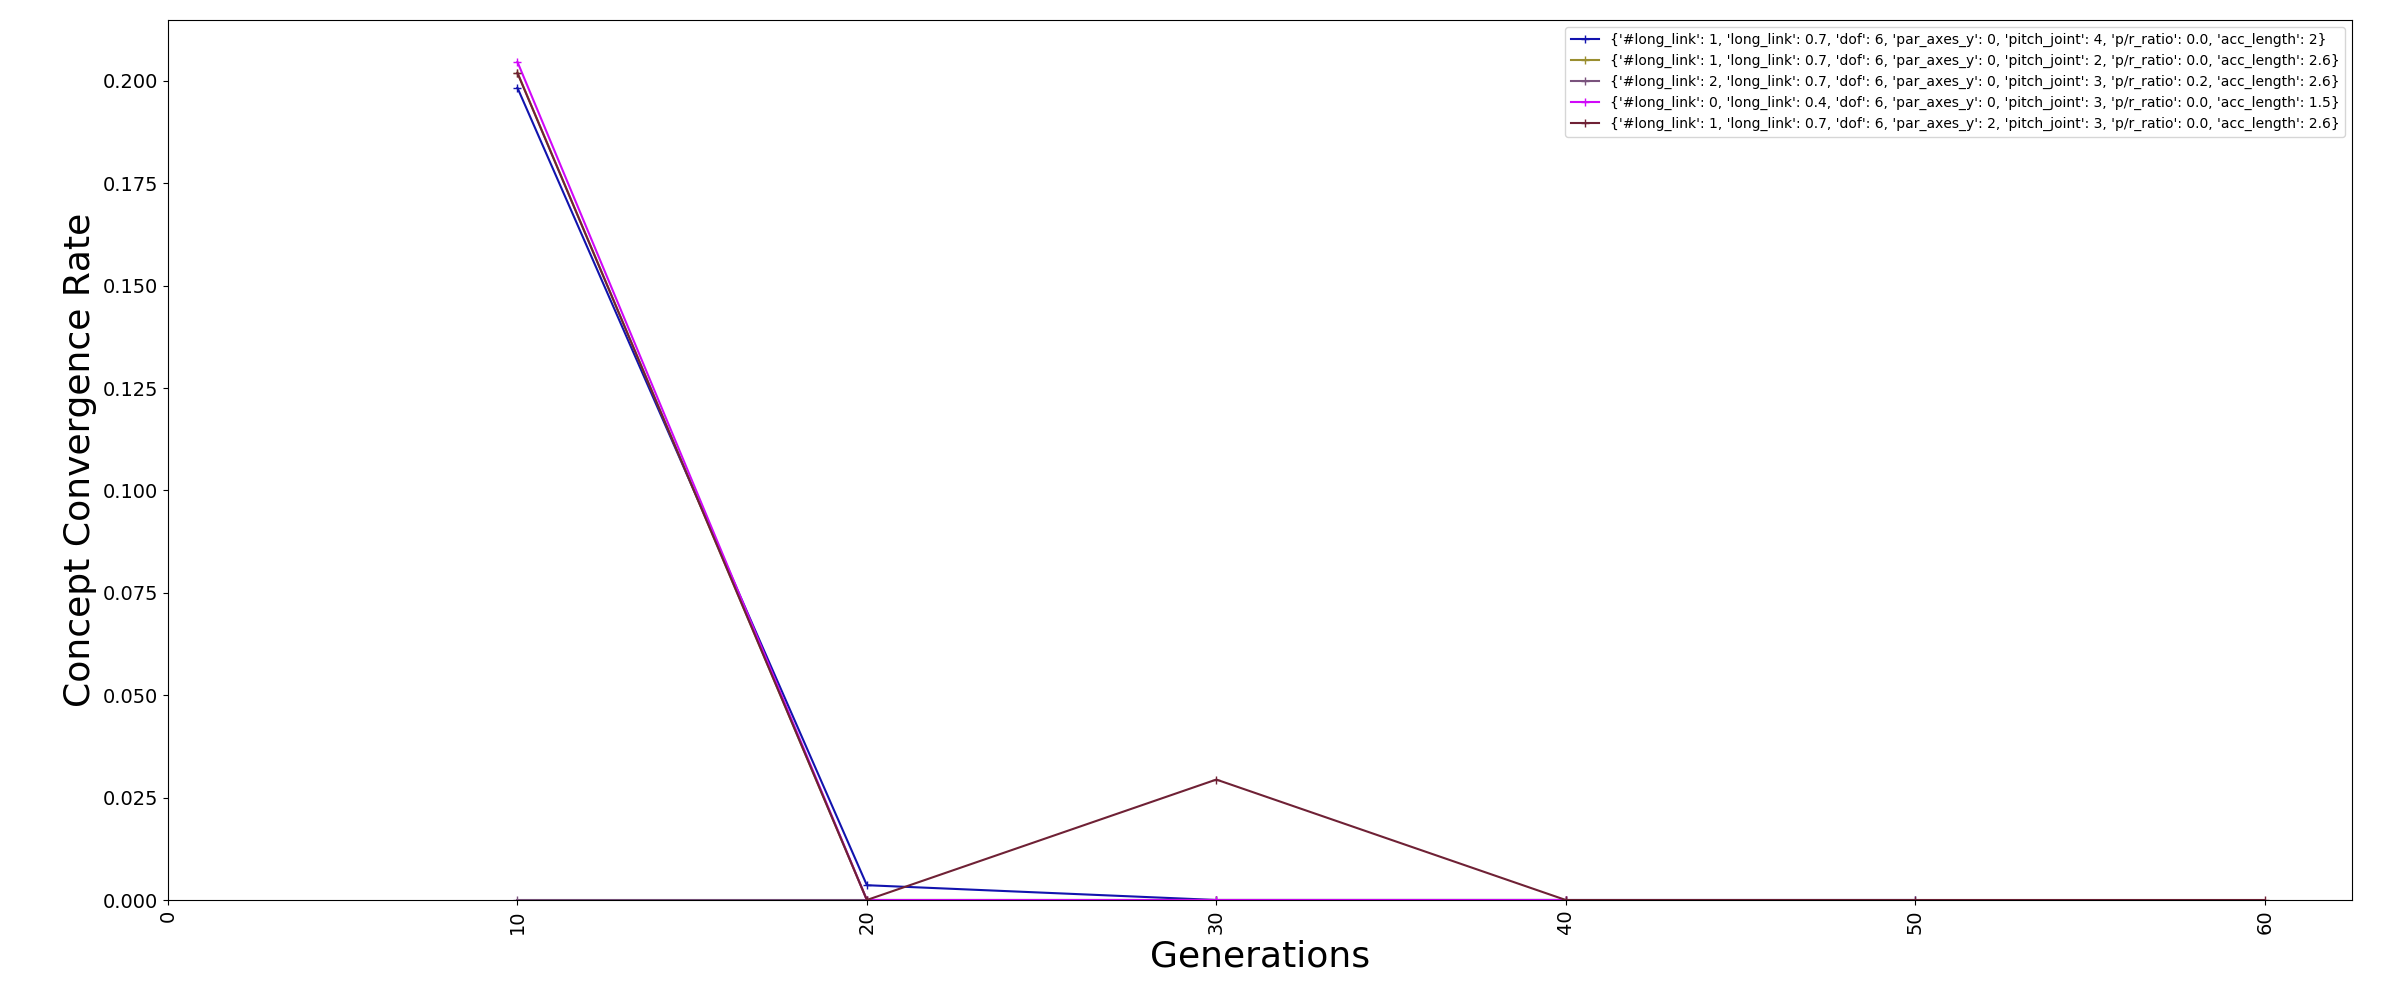 {'#long_link': 1, 'long_link': 0.7, 'dof': 6, 'par_axes_y': 0, 'pitch_joint': 4, 'p/r_ratio': 0.0, 'acc_length': 2}
{'#long_link': 1, 'long_link': 0.7, 'dof': 6, 'par_axes_y': 0, 'pitch_joint': 2, 'p/r_ratio': 0.0, 'acc_length': 2.6}
{'#long_link': 2, 'long_link': 0.7, 'dof': 6, 'par_axes_y': 0, 'pitch_joint': 3, 'p/r_ratio': 0.2, 'acc_length': 2.6}
{'#long_link': 0, 'long_link': 0.4, 'dof': 6, 'par_axes_y': 0, 'pitch_joint': 3, 'p/r_ratio': 0.0, 'acc_length': 1.5}
{'#long_link': 1, 'long_link': 0.7, 'dof': 6, 'par_axes_y': 2, 'pitch_joint': 3, 'p/r_ratio': 0.0, 'acc_length': 2.6}
Concept Convergence Rate
0.200
0.175
0.150
0.125
0.100
0.075
0.050
0.025
0.000
0
10
20
30
40
50
60
Generations